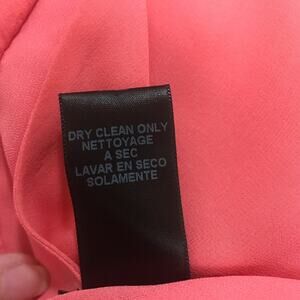 DRY CLEAN ONLY
NETTOYAGE
A SEC
LAVAR EN SECO
SOLAMENTE